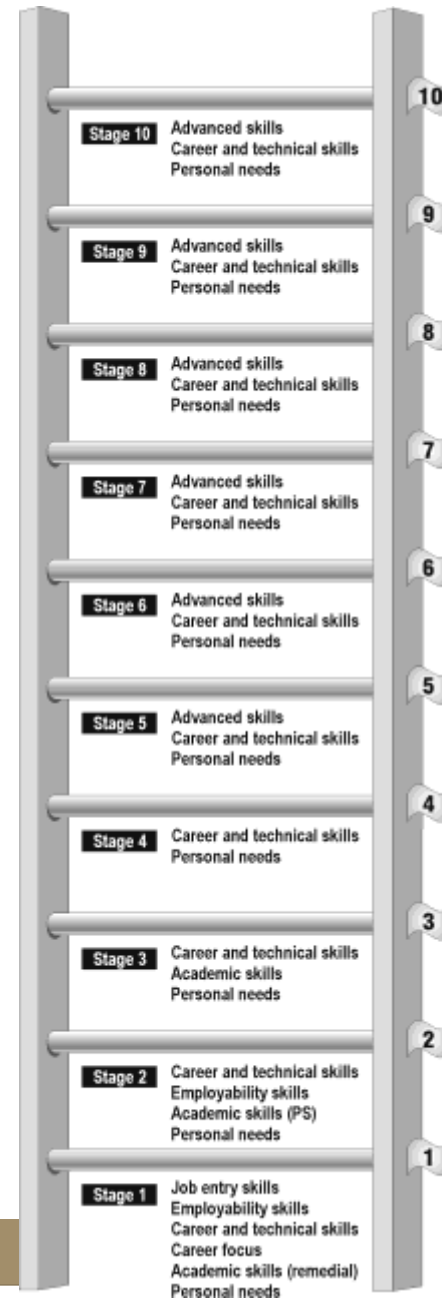 10
Stage 10
Advanced skills
Career and technical skills
Personal needs
9
Stage 9
Advanced skills
Career and technical skills
Personal needs
8
Stage 8
Advanced skills
Career and technical skills
Personal needs
7
Stage 7
Advanced skills
Career and technical skills
Personal needs
6
Stage 6
Advanced skills
Career and technical skills
Personal needs
5
Stage 5
Advanced skills
Career and technical skills
Personal needs
4
Stage 4
Career and technical skills
Personal needs
3
Stage 3
Career and technical skills
Academic skills
Personal needs
2
Stage 2
Career and technical skills
Employability skills
Academic skills (PS)
Personal needs
1
Stage 1
Job entry skills
Employability skills
Career and technical skills
Career focus
Academic skills (remedial)
Personal needs